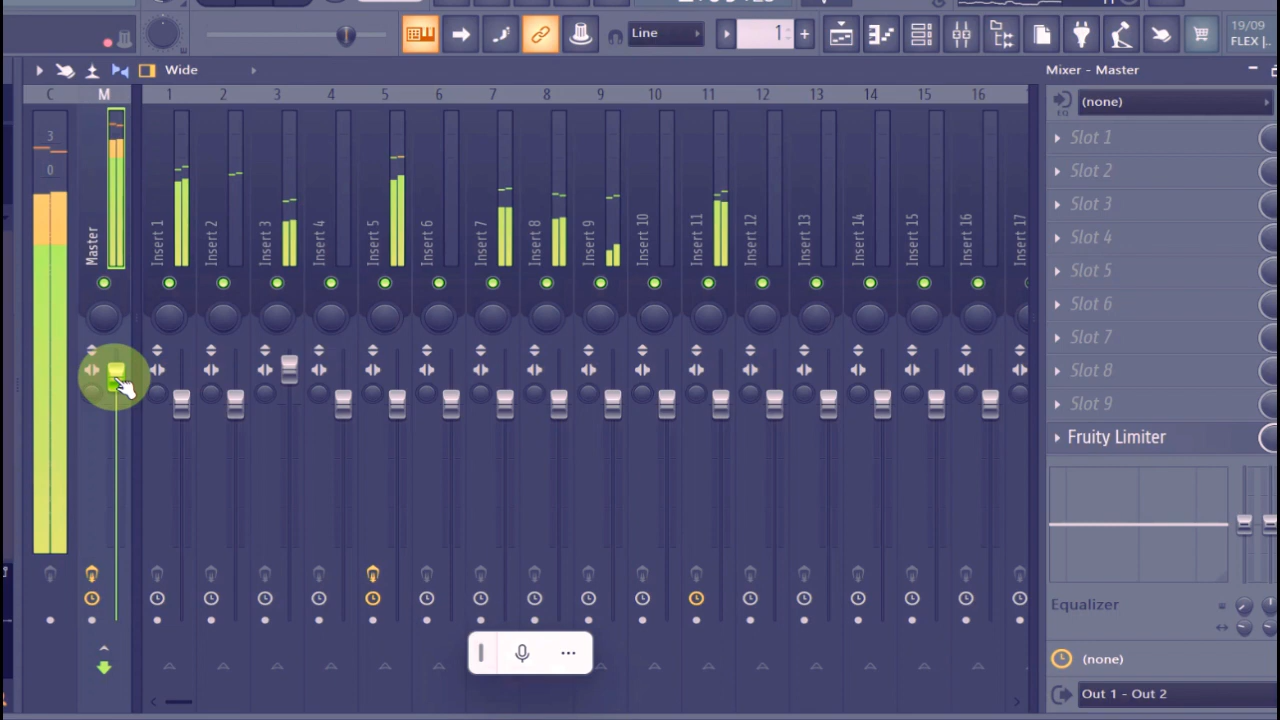 Line
1
19/09
FLEX |..
Wide
Mixer - Master
C M 1 2 3 4 5 6 7 8 9 10 11 12 13 14 15 16
(none)
EQ
3
0
Master
Insert 1
Insert 2
Insert 3
Insert 4
Insert 5
Insert 6
Insert 7
Insert 8
Insert 9
Insert 10
Insert 11
Insert 12
Insert 13
Insert 14
Insert 15
Insert 16
Insert 17
Slot 1
Slot 2
Slot 3
Slot 4
Slot 5
Slot 6
Slot 7
Slot 8
Slot 9
Fruity Limiter
Equalizer
(none)
Out 1 - Out 2